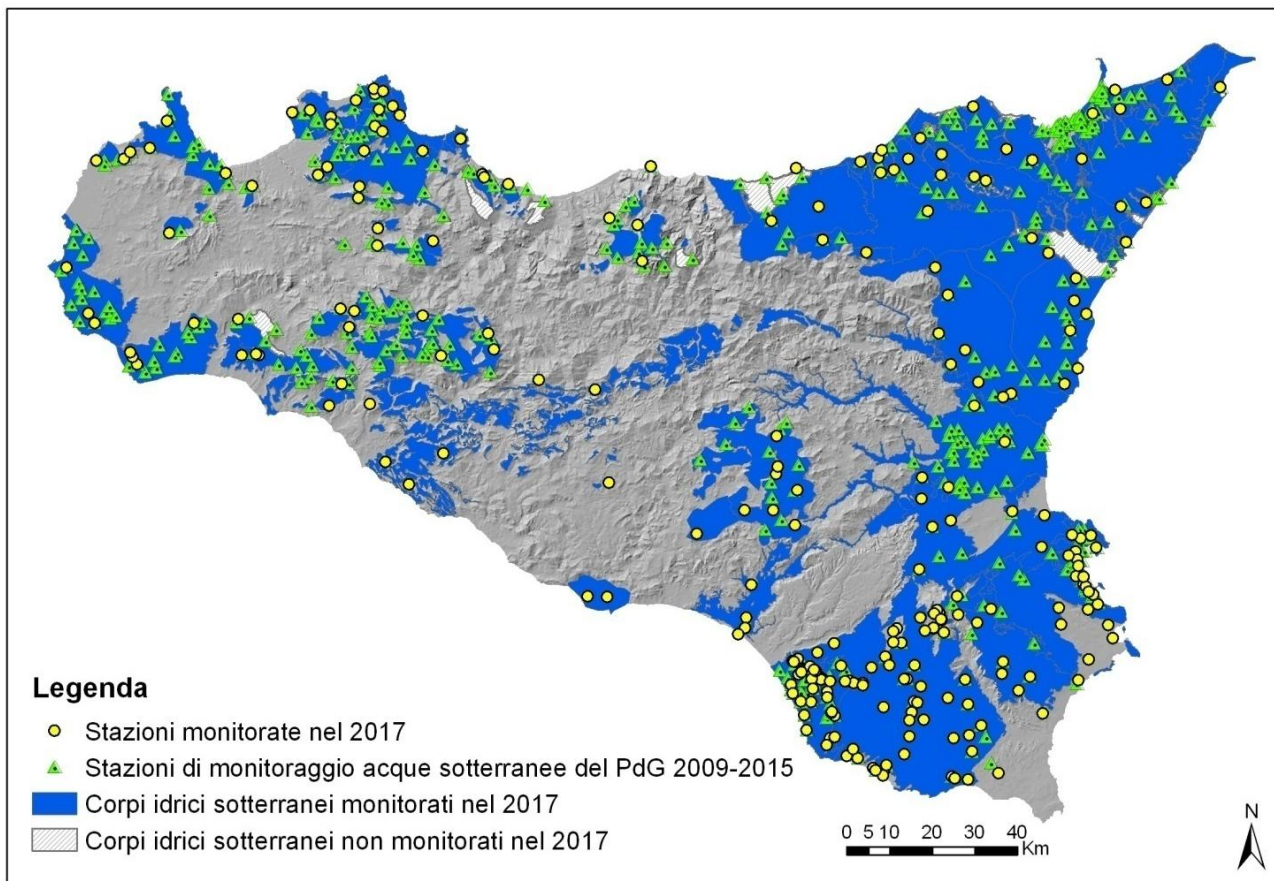 Legenda
Stazioni monitorate nel 2017
Stazioni di monitoraggio acque sotterranee del PdG 2009-2015
Corpi idrici sotterranei monitorati nel 2017
Corpi idrici sotterranei non monitorati nel 2017
0 5 10 20 30 40
Km
N